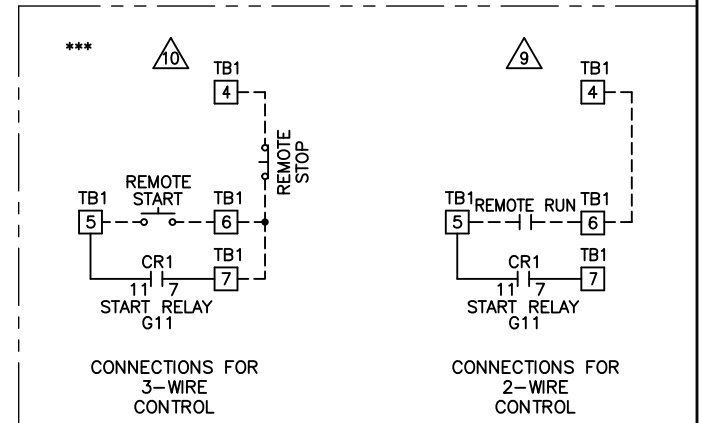 ***
10
TB1
4
REMOTE
STOP
REMOTE
START
TB1
5
TB1
6
TB1
7
CR1
11 7
START RELAY
G11
CONNECTIONS FOR
3-WIRE
CONTROL
9
TB1
4
TB1
5
REMOTE RUN
TB1
6
TB1
7
CR1
11 7
START RELAY
G11
CONNECTIONS FOR
2-WIRE
CONTROL